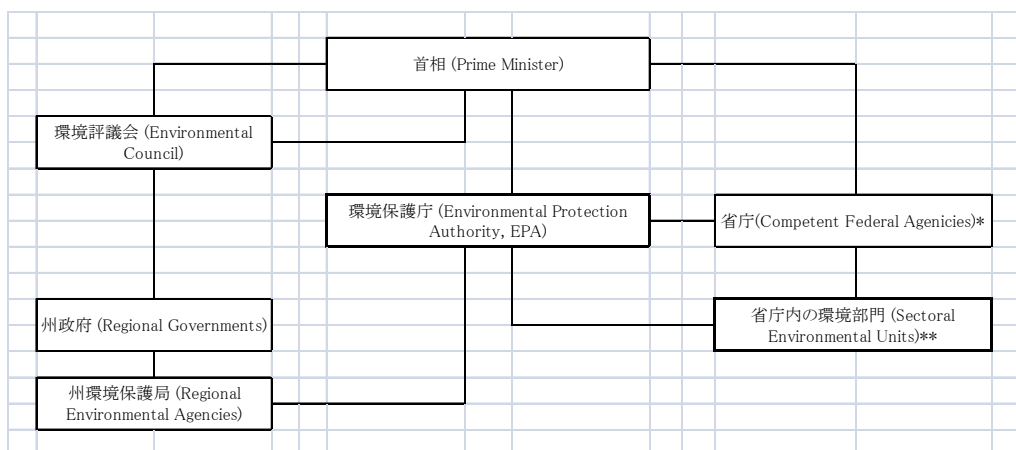 首相 (Prime Minister)
環境評議会 (Environmental
Council)
環境保護庁 (Environmental Protection
Authority, EPA)
省庁(Competent Federal Agenicies)*
州政府 (Regional Governments)
省庁内の環境部門 (Sectoral
Environmental Units)**
州環境保護局 (Regional
Environmental Agencies)